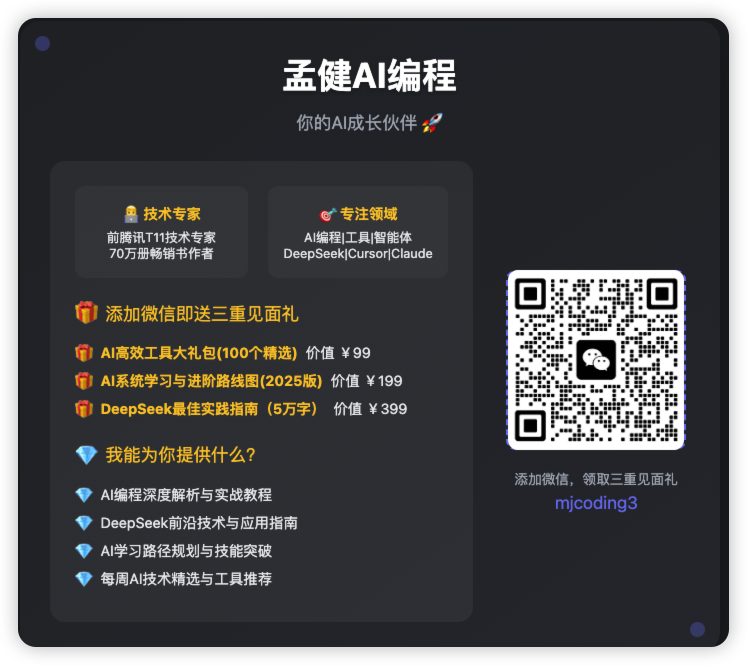 孟健AI编程
你的AI成长伙伴 🚀
👨‍💻 技术专家
前腾讯T11技术专家
70万册畅销书作者
🎯 专注领域
AI编程|工具|智能体
DeepSeek|Cursor|Claude
🎁 添加微信即送三重见面礼
🎁 AI高效工具大礼包(100个精选) 价值 ￥99
🎁 AI系统学习与进阶路线图(2025版) 价值 ￥199
🎁 DeepSeek最佳实践指南（5万字） 价值 ￥399
💎 我能为你提供什么?
💎 AI编程深度解析与实战教程
💎 DeepSeek前沿技术与应用指南
💎 AI学习路径规划与技能突破
💎 每周AI技术精选与工具推荐
添加微信，领取三重见面礼
mjcoding3